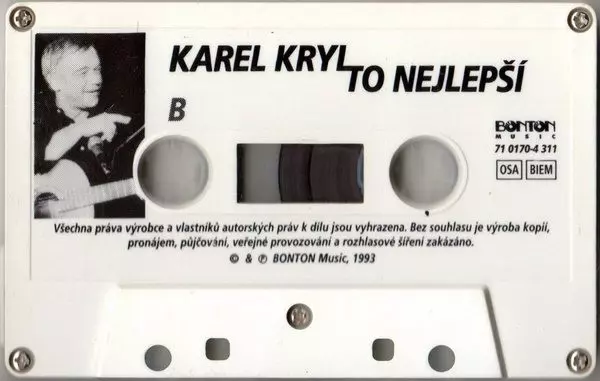 KAREL KRYL
TO NEJLEPŠÍ
B
BONTON
MUSIC
71 0170-4 311
OSA BIEM
Všechna práva výrobce a vlastníků autorských práv k dílu jsou vyhrazena. Bez souhlasu je výroba kopií,
pronájem, půjčování, veřejné provozování a rozhlasové šíření zakázáno.
© & ℗ BONTON Music, 1993